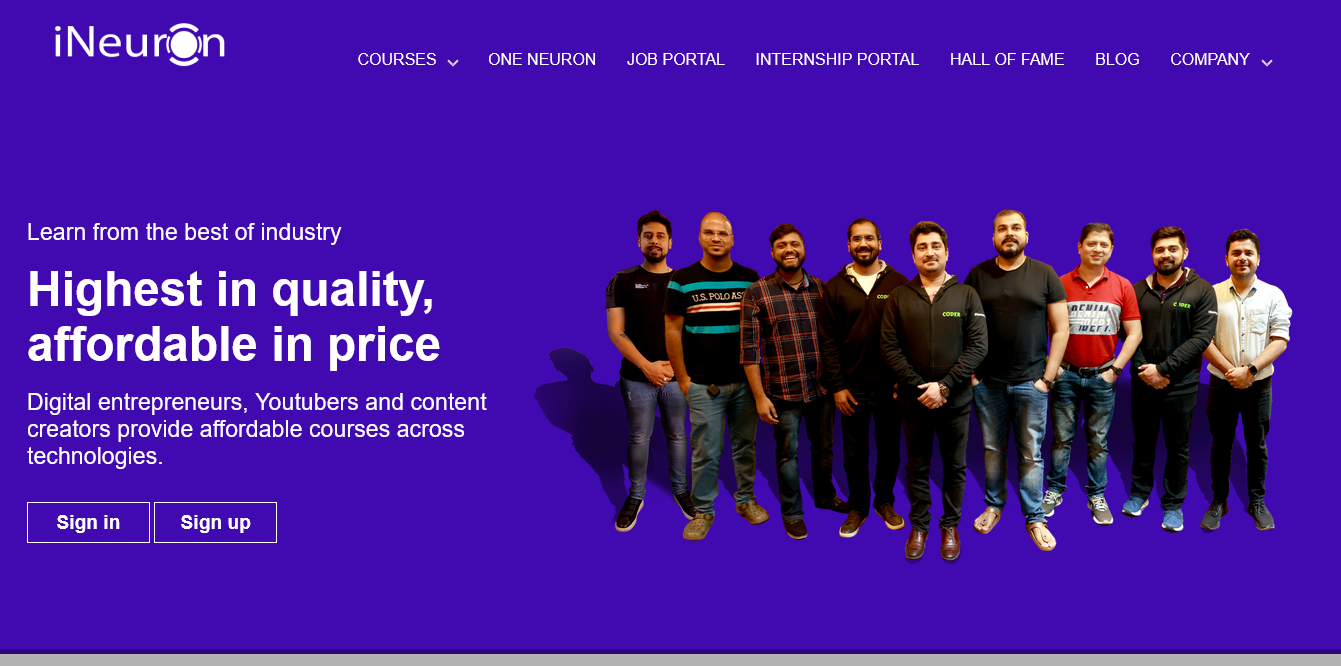 iNeuron
COURSES
ONE NEURON
JOB PORTAL
INTERNSHIP PORTAL
HALL OF FAME
BLOG
COMPANY
Learn from the best of industry
Highest in quality,
affordable in price
Digital entrepreneurs, Youtubers and content
creators provide affordable courses across
technologies.
Sign in
Sign up
U.S. POLO ASS
CODER
DENIM
CODER